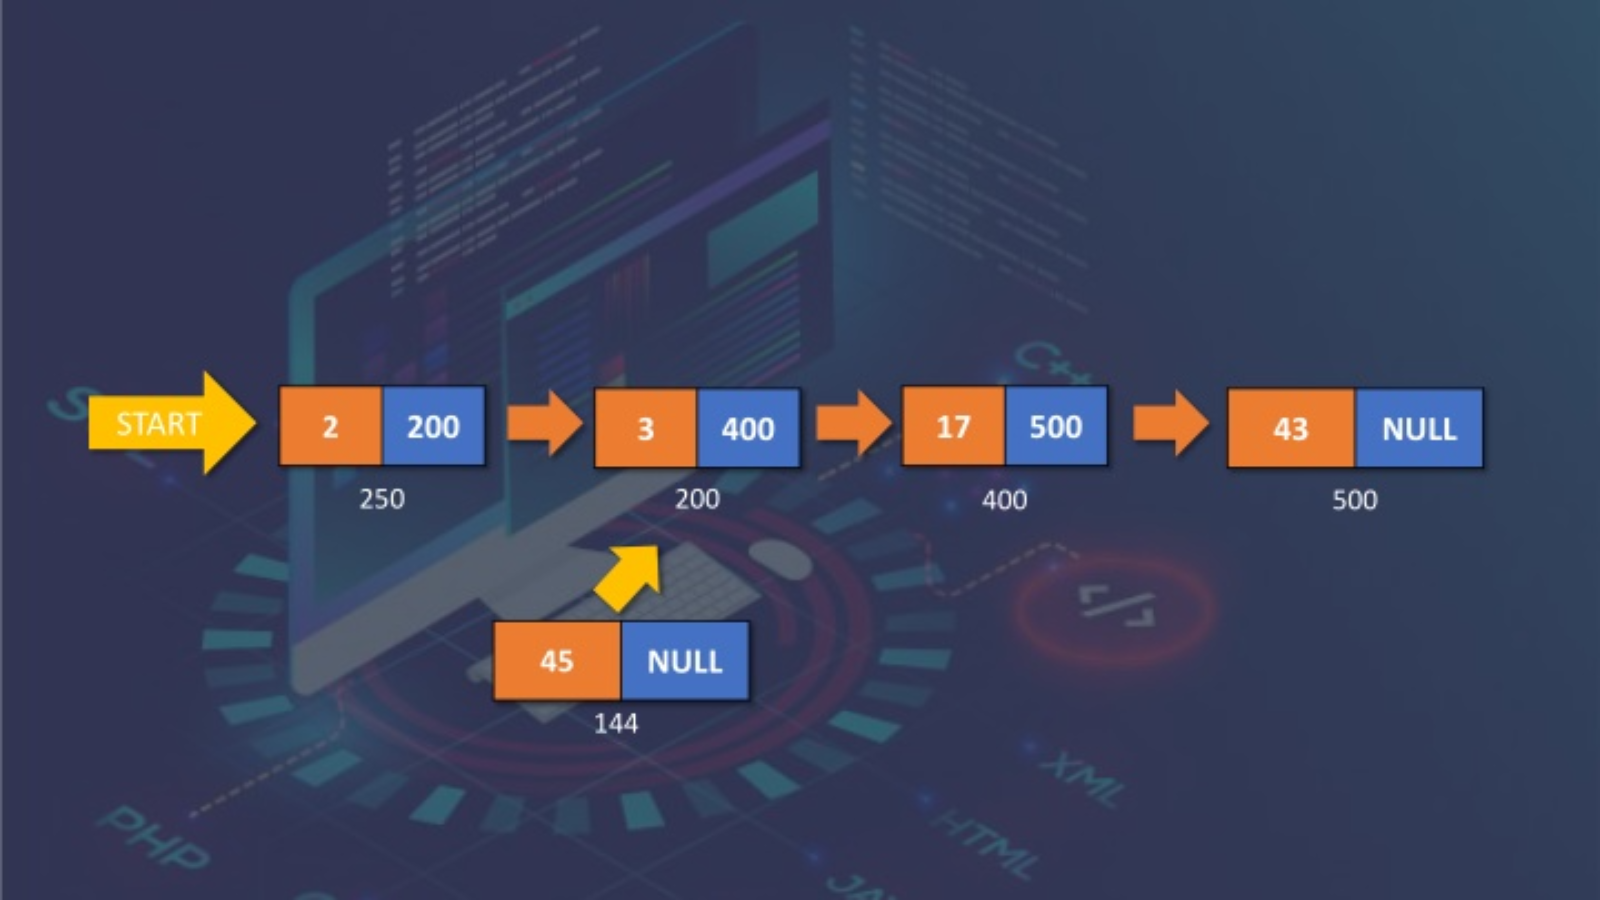 START
2 200
3 400
17 500
43 NULL
250
200
400
500
45 NULL
144
C++
</>
XML
HTML
PHP